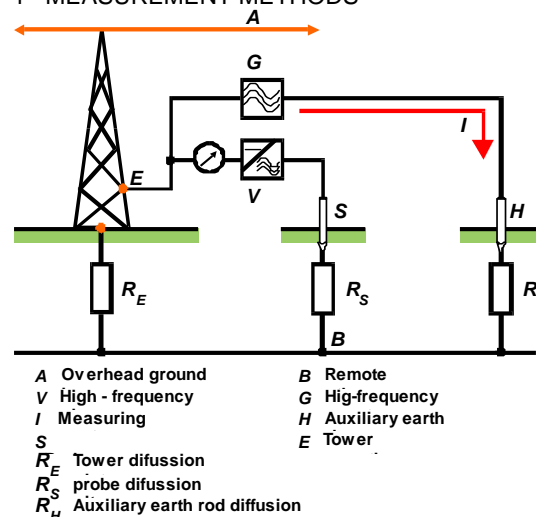 1 MEASUREMENT METHODS
A
G
I
E
V
S
H
R_E
R_S
R
B
A Overhead ground
V High - frequency
I Measuring
S
R_E Tower difussion
R_S probe difussion
R_H Auxiliary earth rod diffusion
B Remote
G Hig-frequency
H Auxiliary earth
E Tower